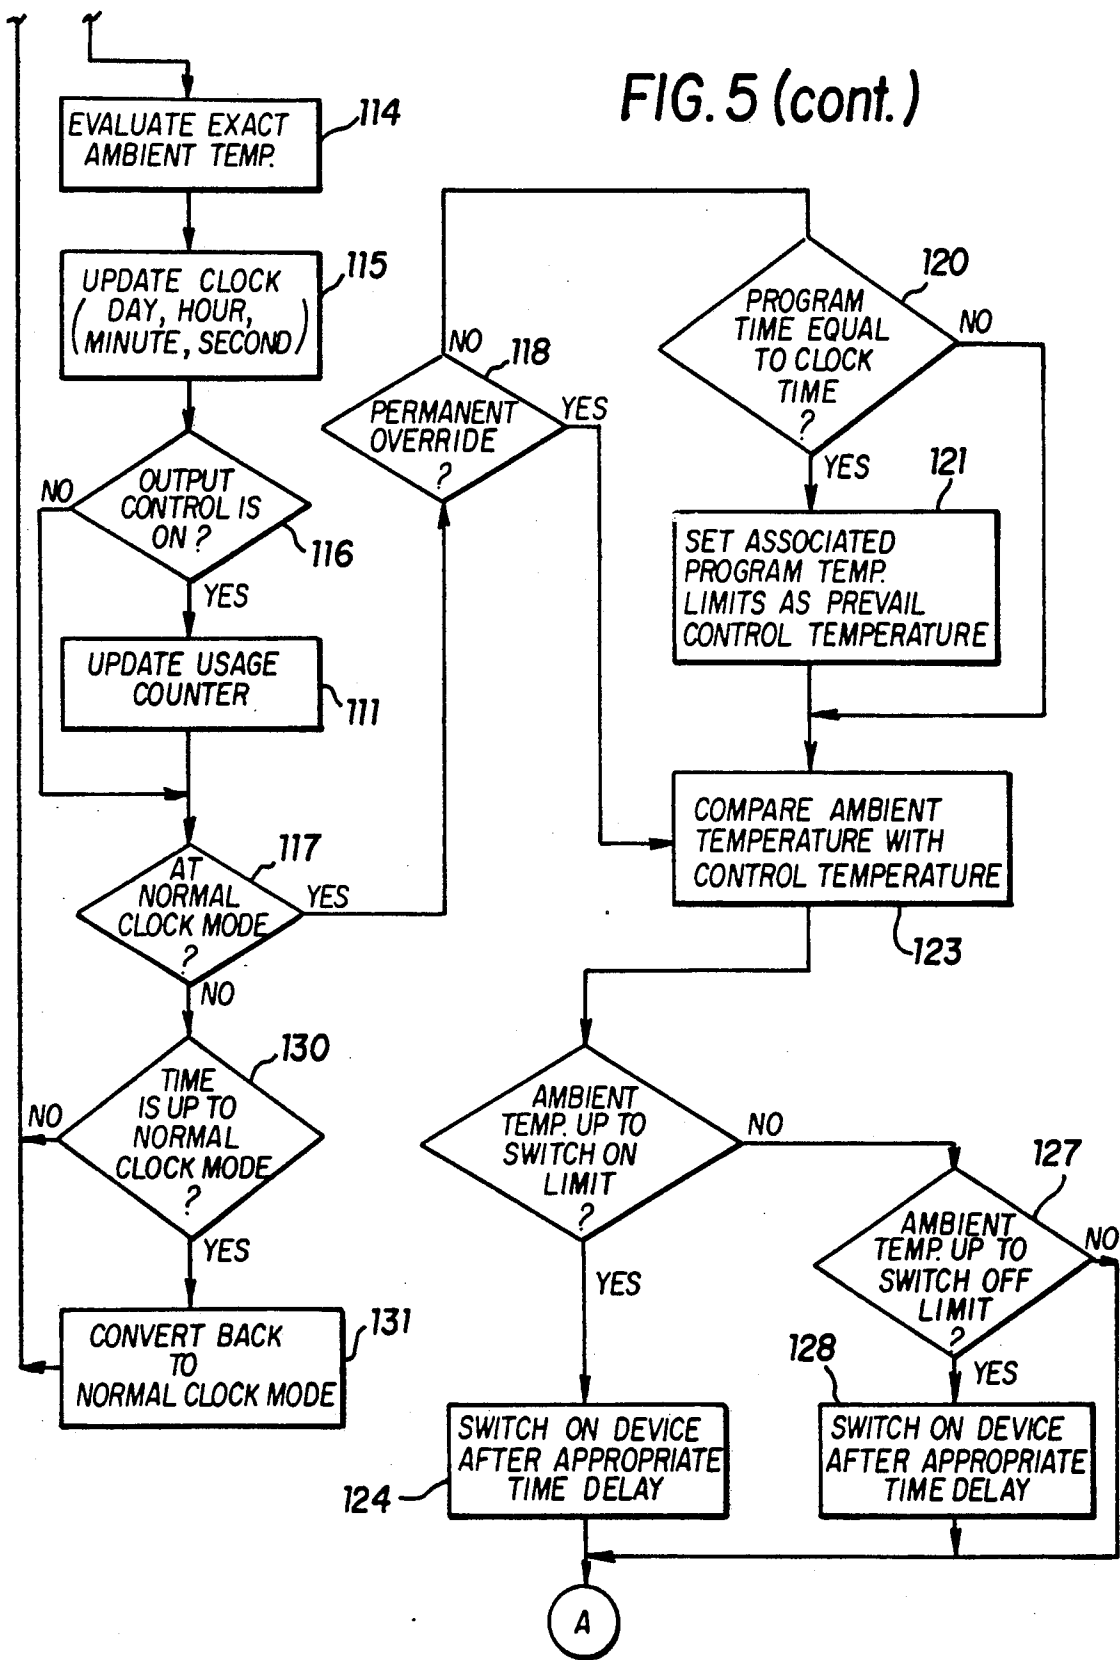 FIG. 5 (cont.)
EVALUATE EXACT
AMBIENT TEMP.
114
UPDATE CLOCK
(DAY, HOUR,
MINUTE, SECOND)
115
OUTPUT
CONTROL IS
ON ?
116
NO
YES
UPDATE USAGE
COUNTER
111
AT
NORMAL
CLOCK MODE
?
117
YES
NO
TIME
IS UP TO
NORMAL
CLOCK MODE
?
130
NO
YES
CONVERT BACK
TO
NORMAL CLOCK MODE
131
PERMANENT
OVERRIDE
?
118
NO
YES
PROGRAM
TIME EQUAL
TO CLOCK
TIME
?
120
NO
YES
SET ASSOCIATED
PROGRAM TEMP.
LIMITS AS PREVAIL
CONTROL TEMPERATURE
121
COMPARE AMBIENT
TEMPERATURE WITH
CONTROL TEMPERATURE
123
AMBIENT
TEMP. UP TO
SWITCH ON
LIMIT
?
NO
YES
AMBIENT
TEMP. UP TO
SWITCH OFF
LIMIT
?
127
NO
YES
SWITCH ON DEVICE
AFTER APPROPRIATE
TIME DELAY
124
SWITCH ON DEVICE
AFTER APPROPRIATE
TIME DELAY
128
A